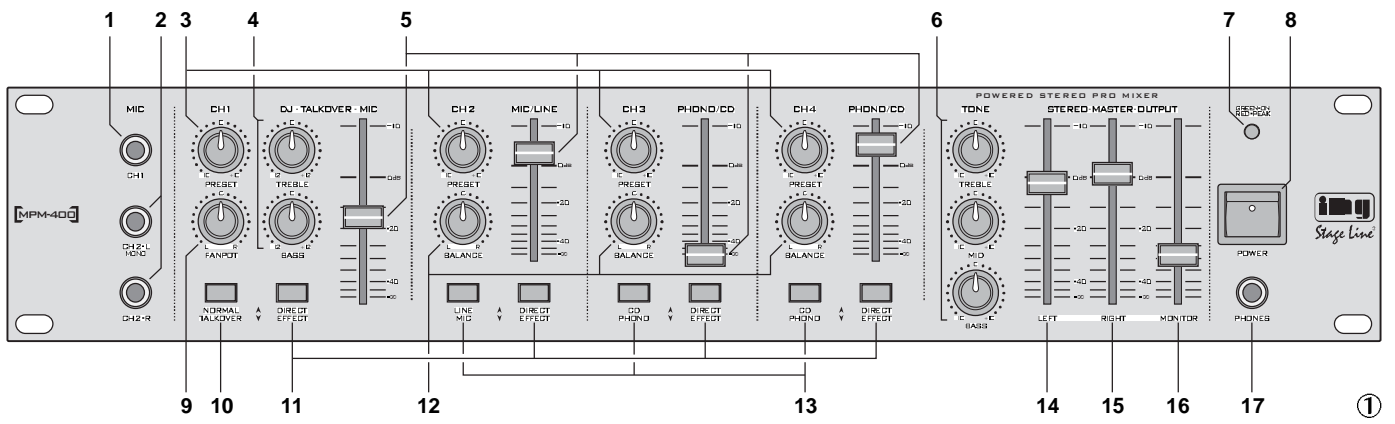 1 2 3 4 5 6 7 8
POWERED STEREO PRO MIXER
MIC CH1 DJ - TALKOVER - MIC CH2 MIC/LINE CH3 PHONO/CD CH4 PHONO/CD TONE STEREO-MASTER-OUTPUT
GREEN=ON
RED=PEAK
CH1
PRESET TREBLE PRESET PRESET PRESET TREBLE
[MPM-400]
CH2•L
MONO
PANPOT BASS BALANCE BALANCE BALANCE MID
POWER
img
Stage Line
CH2•R
NORMAL
TALKOVER
DIRECT
EFFECT
LINE
MIC
DIRECT
EFFECT
CD
PHONO
DIRECT
EFFECT
CD
PHONO
DIRECT
EFFECT
BASS
LEFT RIGHT MONITOR
PHONES
9 10 11 12 13 14 15 16 17
①